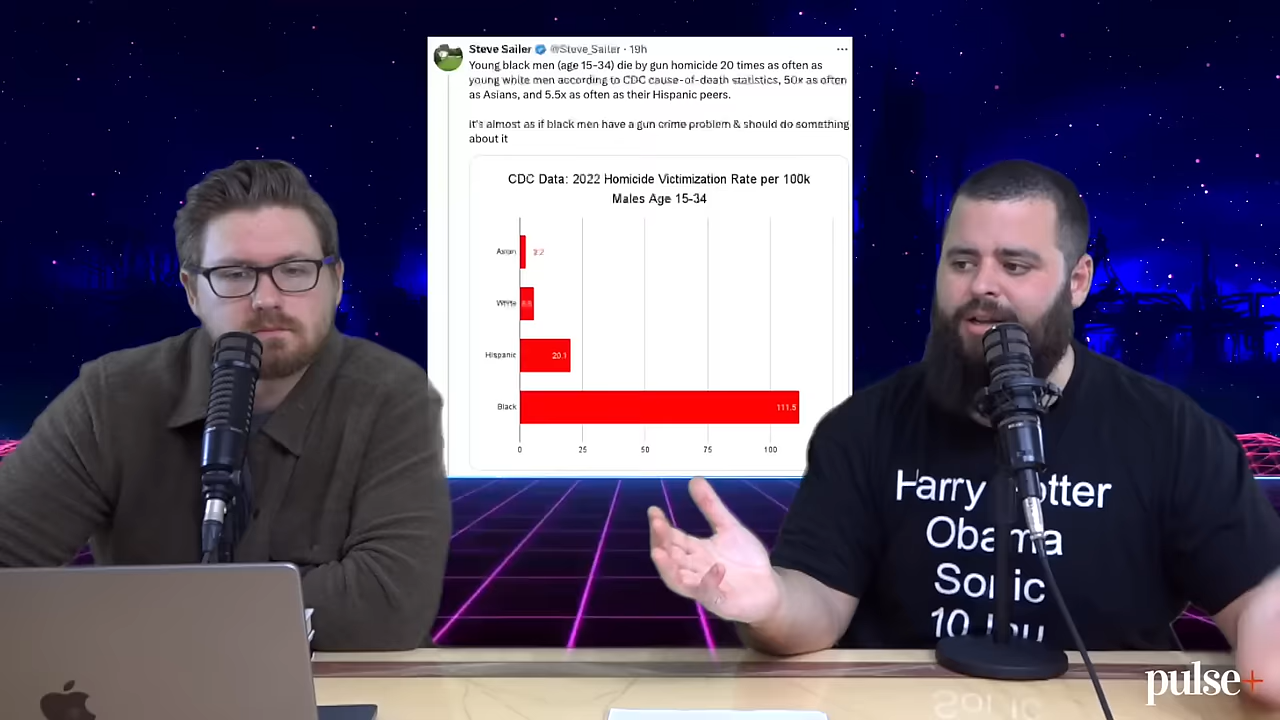 Steve Sailer @Steve_Sailer · 19h
Young black men (age 15-34) die by gun homicide 20 times as often as
young white men according to CDC cause-of-death statistics, 50x as often
as Asians, and 5.5x as often as their Hispanic peers.
it's almost as if black men have a gun crime problem & should do something
about it
CDC Data: 2022 Homicide Victimization Rate per 100k
Males Age 15-34
Asian 2.2
White
Hispanic 20.1
Black 111.5
0 25 50 75 100
Harry
Obama
Sonic
10
pulse+